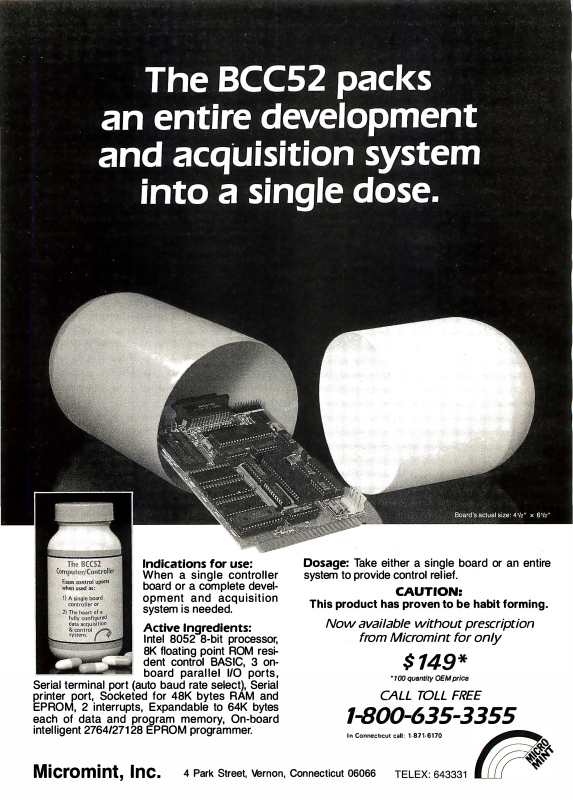 The BCC52 packs
an entire development
and acquisition system
into a single dose.
Board's actual size: 4½" × 6½"
The BCC52
Computer/Controller
Eases control upsets
when used as:
1) A single board
controller or
2) The heart of a
fully configured
data acquisition
& control
system.
Indications for use:
When a single controller
board or a complete devel-
opment and acquisition
system is needed.
Active Ingredients:
Intel 8052 8-bit processor,
8K floating point ROM resi-
dent control BASIC, 3 on-
board parallel I/O ports,
Serial terminal port (auto baud rate select), Serial
printer port, Socketed for 48K bytes RAM and
EPROM, 2 interrupts, Expandable to 64K bytes
each of data and program memory, On-board
intelligent 2764/27128 EPROM programmer.
Dosage: Take either a single board or an entire
system to provide control relief.
CAUTION:
This product has proven to be habit forming.
Now available without prescription
from Micromint for only
$149*
*100 quantity OEM price
CALL TOLL FREE
1-800-635-3355
In Connecticut call: 1-871-6170
MICRO
MINT
Micromint, Inc. 4 Park Street, Vernon, Connecticut 06066 TELEX: 643331